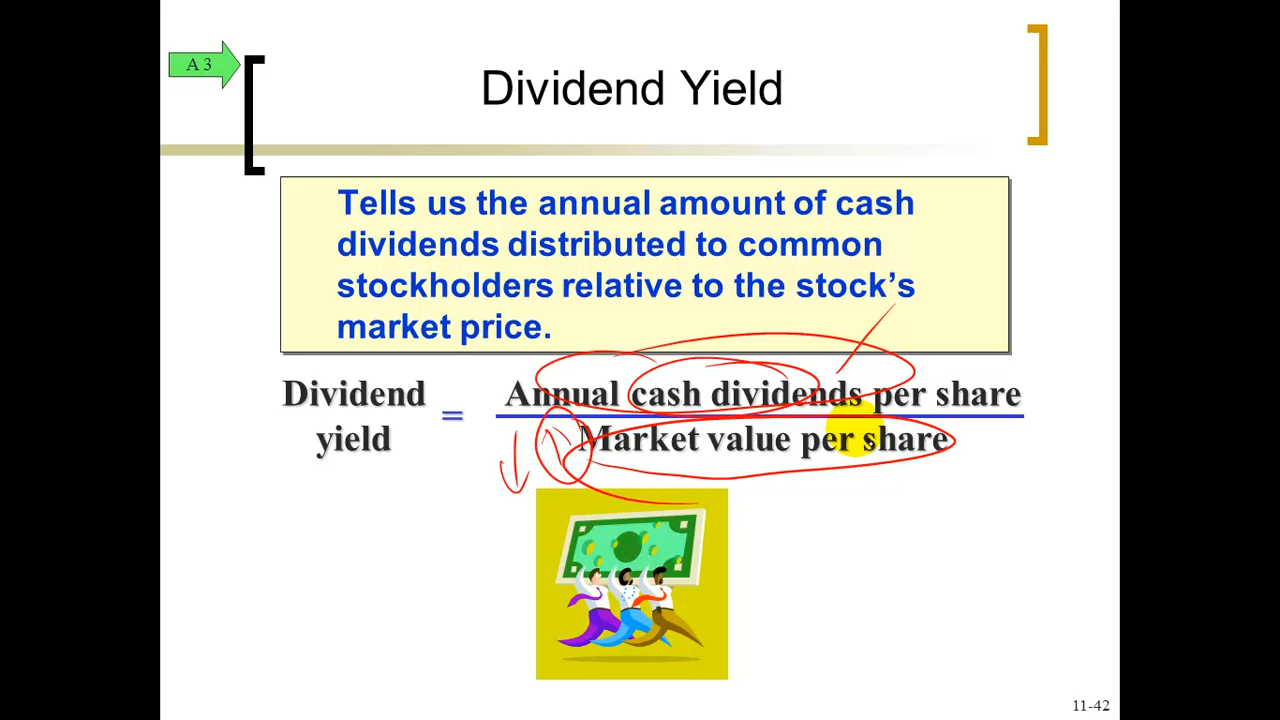 A 3
Dividend Yield
Tells us the annual amount of cash
dividends distributed to common
stockholders relative to the stock’s
market price.
Dividend
yield
=
Annual cash dividends per share
Market value per share
11-42